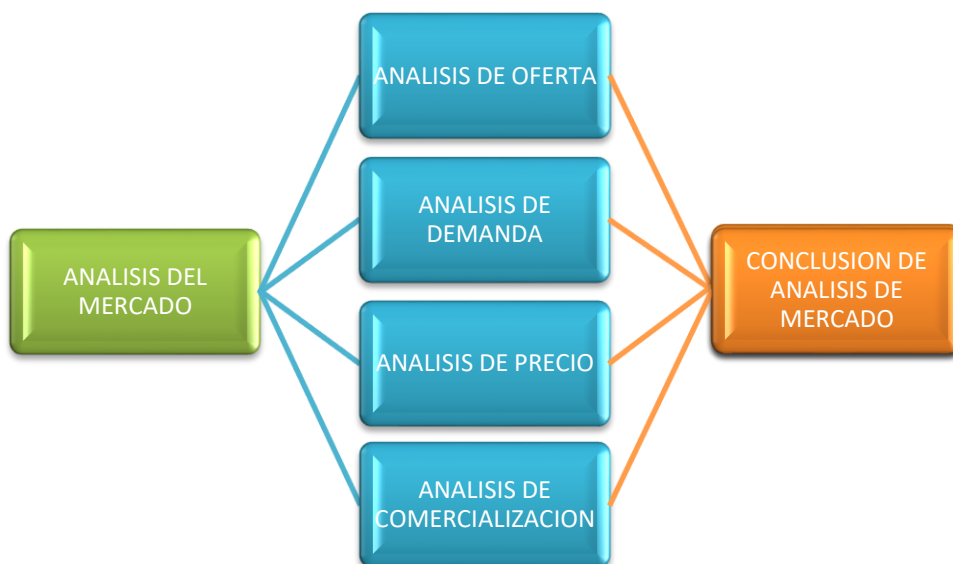 ANALISIS DEL
MERCADO
ANALISIS DE OFERTA
ANALISIS DE
DEMANDA
ANALISIS DE PRECIO
ANALISIS DE
COMERCIALIZACION
CONCLUSION DE
ANALISIS DE
MERCADO